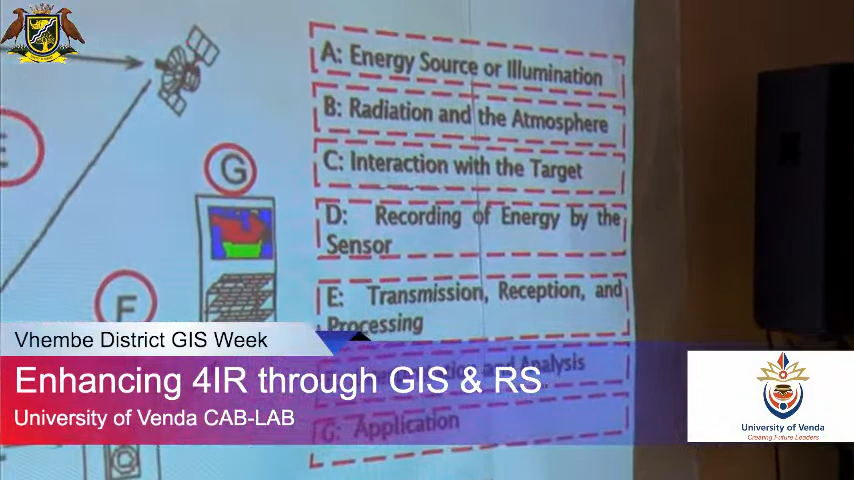 A: Energy Source or Illumination
B: Radiation and the Atmosphere
C: Interaction with the Target
D: Recording of Energy by the
Sensor
E: Transmission, Reception, and
Processing
and Analysis
G: Application
E
G
F
Vhembe District GIS Week
Enhancing 4IR through GIS & RS
University of Venda CAB-LAB
University of Venda
Creating Future Leaders